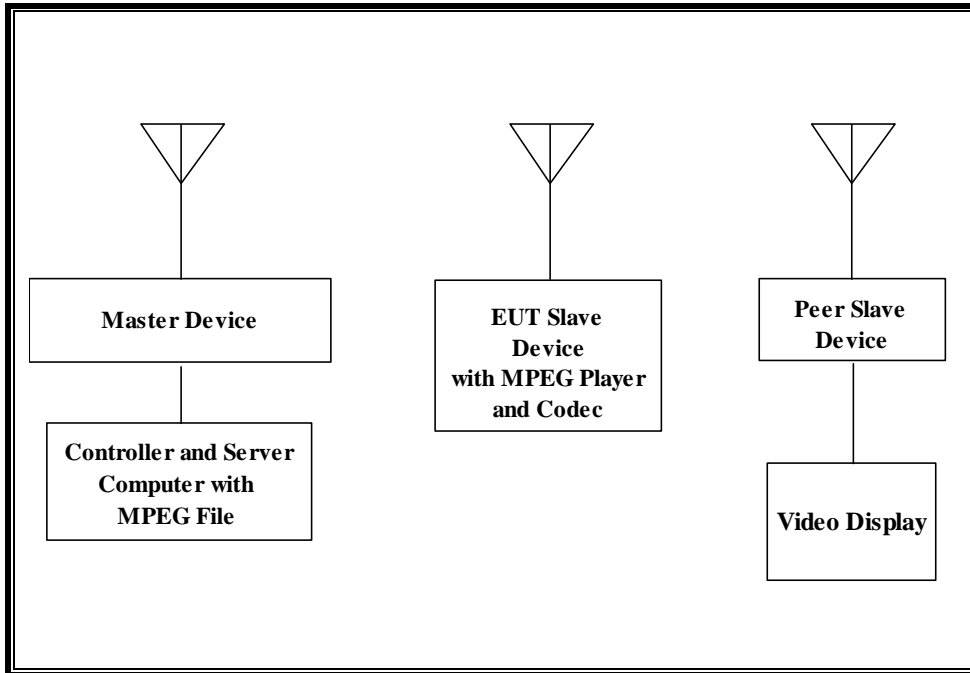 Master Device
Controller and Server
Computer with
MPEG File
EUT Slave
Device
with MPEG Player
and Codec
Peer Slave
Device
Video Display